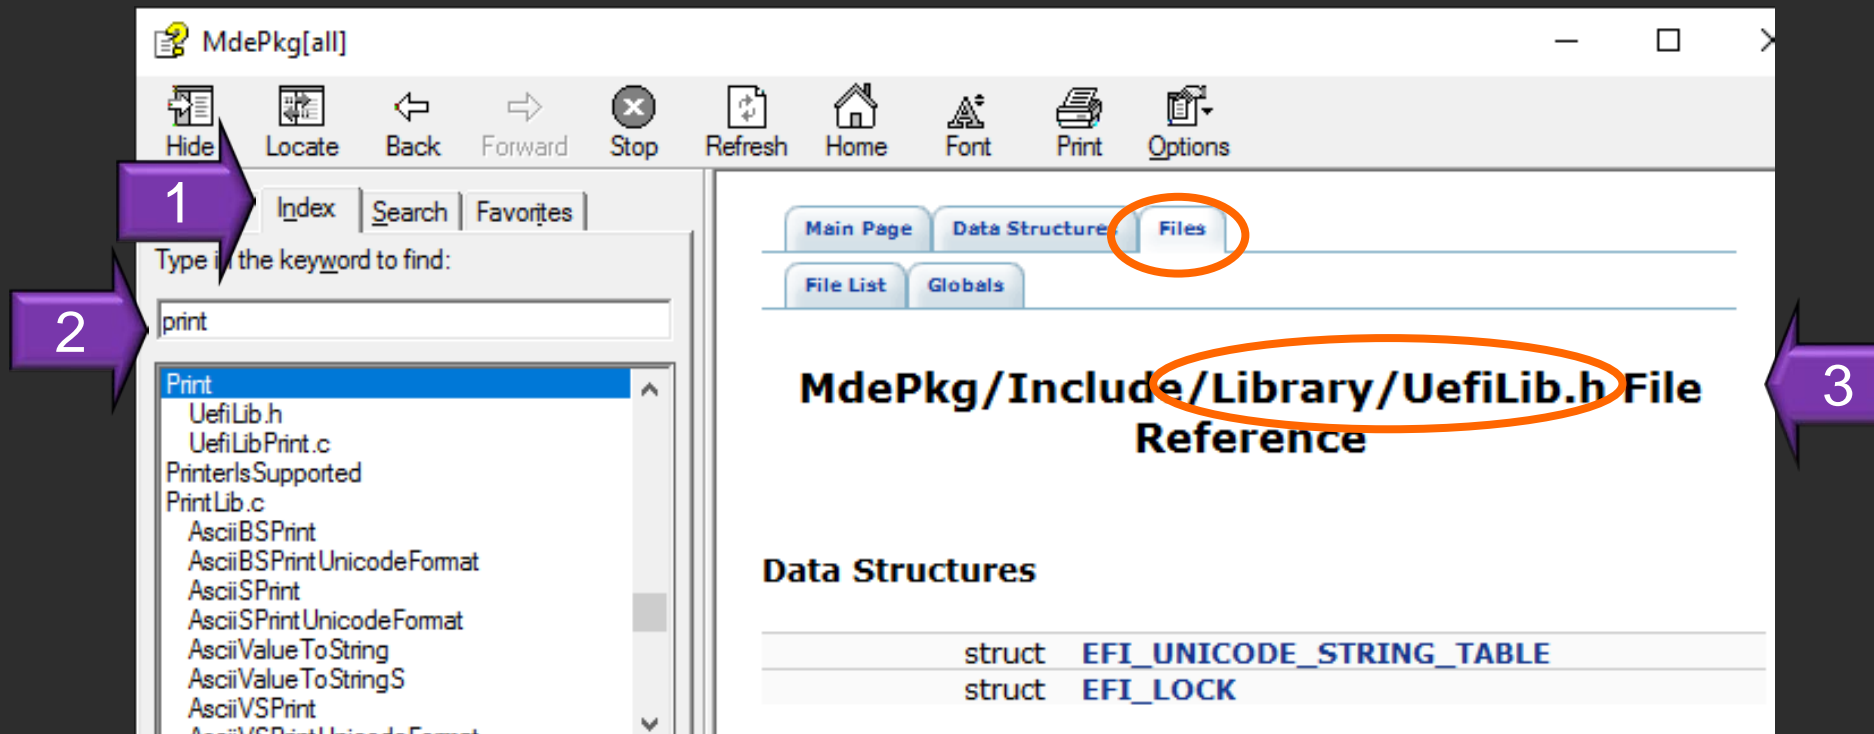 MdePkg[all]
Hide Locate Back Forward Stop Refresh Home Font Print Options
1
Index Search Favorites
Type in the keyword to find:
2
print
Print
UefiLib.h
UefiLibPrint.c
PrinterIsSupported
PrintLib.c
AsciiBSPrint
AsciiBSPrintUnicodeFormat
AsciiSPrint
AsciiSPrintUnicodeFormat
AsciiValueToString
AsciiValueToStringS
AsciiVSPrint
AsciiVSPrintUnicodeFormat
Main Page Data Structures Files
File List Globals
MdePkg/Include/Library/UefiLib.h File
Reference
3
Data Structures
struct EFI_UNICODE_STRING_TABLE
struct EFI_LOCK